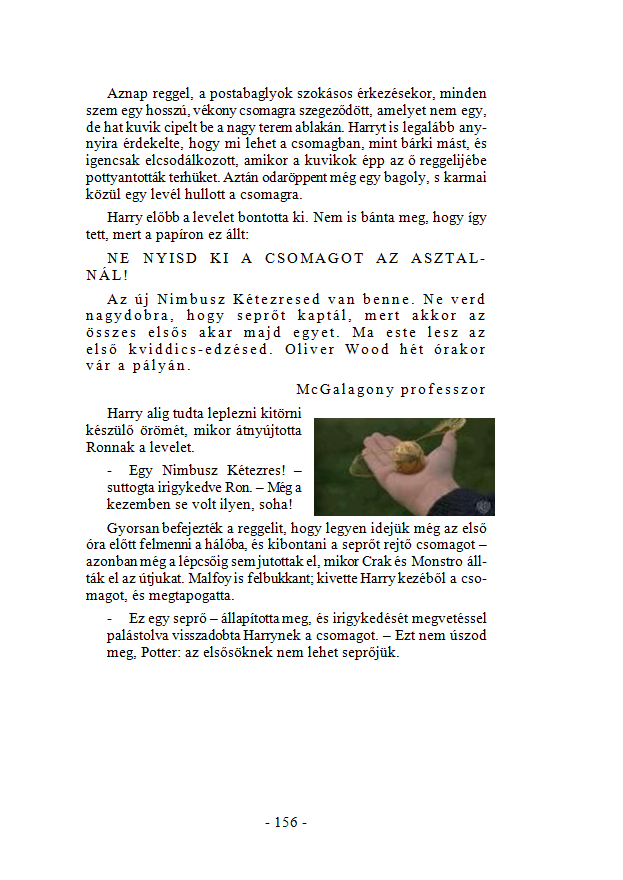 Aznap reggel, a postabaglyok szokásos érkezésekor, minden
szem egy hosszú, vékony csomagra szegeződött, amelyet nem egy,
de hat kuvik cipelt be a nagy terem ablakán. Harryt is legalább any-
nyira érdekelte, hogy mi lehet a csomagban, mint bárki mást, és
igencsak elcsodálkozott, amikor a kuvikok épp az ő reggelijébe
pottyantották terhüket. Aztán odaröppent még egy bagoly, s karmai
közül egy levél hullott a csomagra.
Harry előbb a levelet bontotta ki. Nem is bánta meg, hogy így
tett, mert a papíron ez állt:
NE NYISD KI A CSOMAGOT AZ ASZTAL-
NÁL!
Az új Nimbusz Kétezresed van benne. Ne verd
nagydobra, hogy seprőt kaptál, mert akkor az
összes elsős akar majd egyet. Ma este lesz az
első kviddics-edzésed. Oliver Wood hét órakor
vár a pályán.
McGalagony professzor
Harry alig tudta leplezni kitörni
készülő örömét, mikor átnyújtotta
Ronnak a levelet.
- Egy Nimbusz Kétezres! –
suttogta irigykedve Ron. – Még a
kezemben se volt ilyen, soha!
Gyorsan befejezték a reggelit, hogy legyen idejük még az első
óra előtt felmenni a hálóba, és kibontani a seprőt rejtő csomagot –
azonban még a lépcsőig sem jutottak el, mikor Crak és Monstro áll-
ták el az útjukat. Malfoy is felbukkant; kivette Harry kezéből a cso-
magot, és megtapogatta.
- Ez egy seprő – állapította meg, és irigykedését megvetéssel
palástolva visszadobta Harrynek a csomagot. – Ezt nem úszod
meg, Potter: az elsősöknek nem lehet seprőjük.
- 156 -